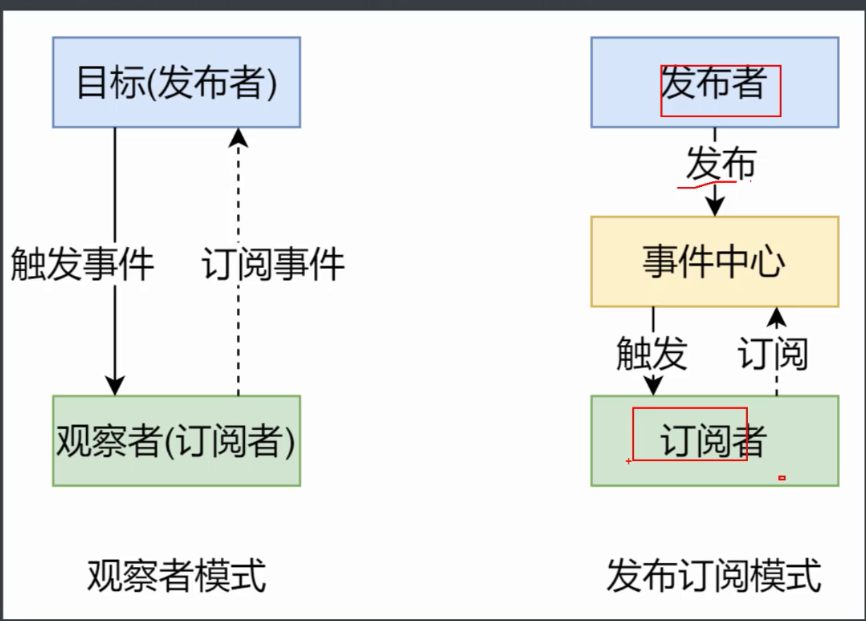 目标(发布者)
发布者
发布
触发事件
订阅事件
事件中心
触发
订阅
观察者(订阅者)
订阅者
观察者模式
发布订阅模式